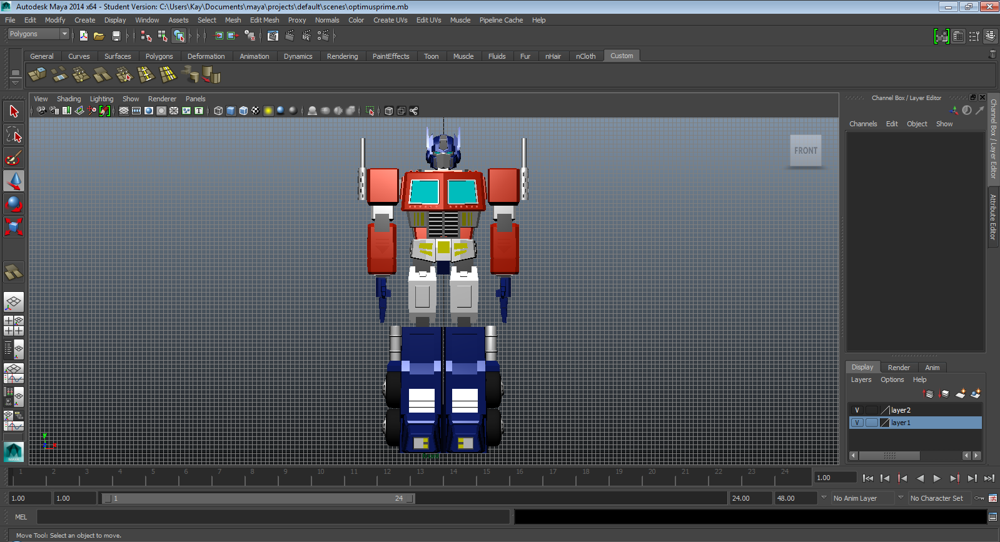 Autodesk Maya 2014 x64 - Student Version: C:\Users\Kay\Documents\maya\projects\default\scenes\optimusprime.mb
File Edit Modify Create Display Window Assets Select Mesh Edit Mesh Proxy Normals Color Create UVs Edit UVs Muscle Pipeline Cache Help
Polygons
General Curves Surfaces Polygons Deformation Animation Dynamics Rendering PaintEffects Toon Muscle Fluids Fur nHair nCloth Custom
View Shading Lighting Show Renderer Panels
Channel Box / Layer Editor
Channels Edit Object Show
FRONT
Channel Box / Layer Editor
Attribute Editor
Display Render Anim
Layers Options Help
V layer2
V layer1
y
x
z
MAYA
1 2 3 4 5 6 7 8 9 10 11 12 13 14 15 16 17 18 19 20 21 22 23 24 1.00
1.00 1.00 1 24 24.00 48.00 No Anim Layer No Character Set
MEL
Move Tool: Select an object to move.